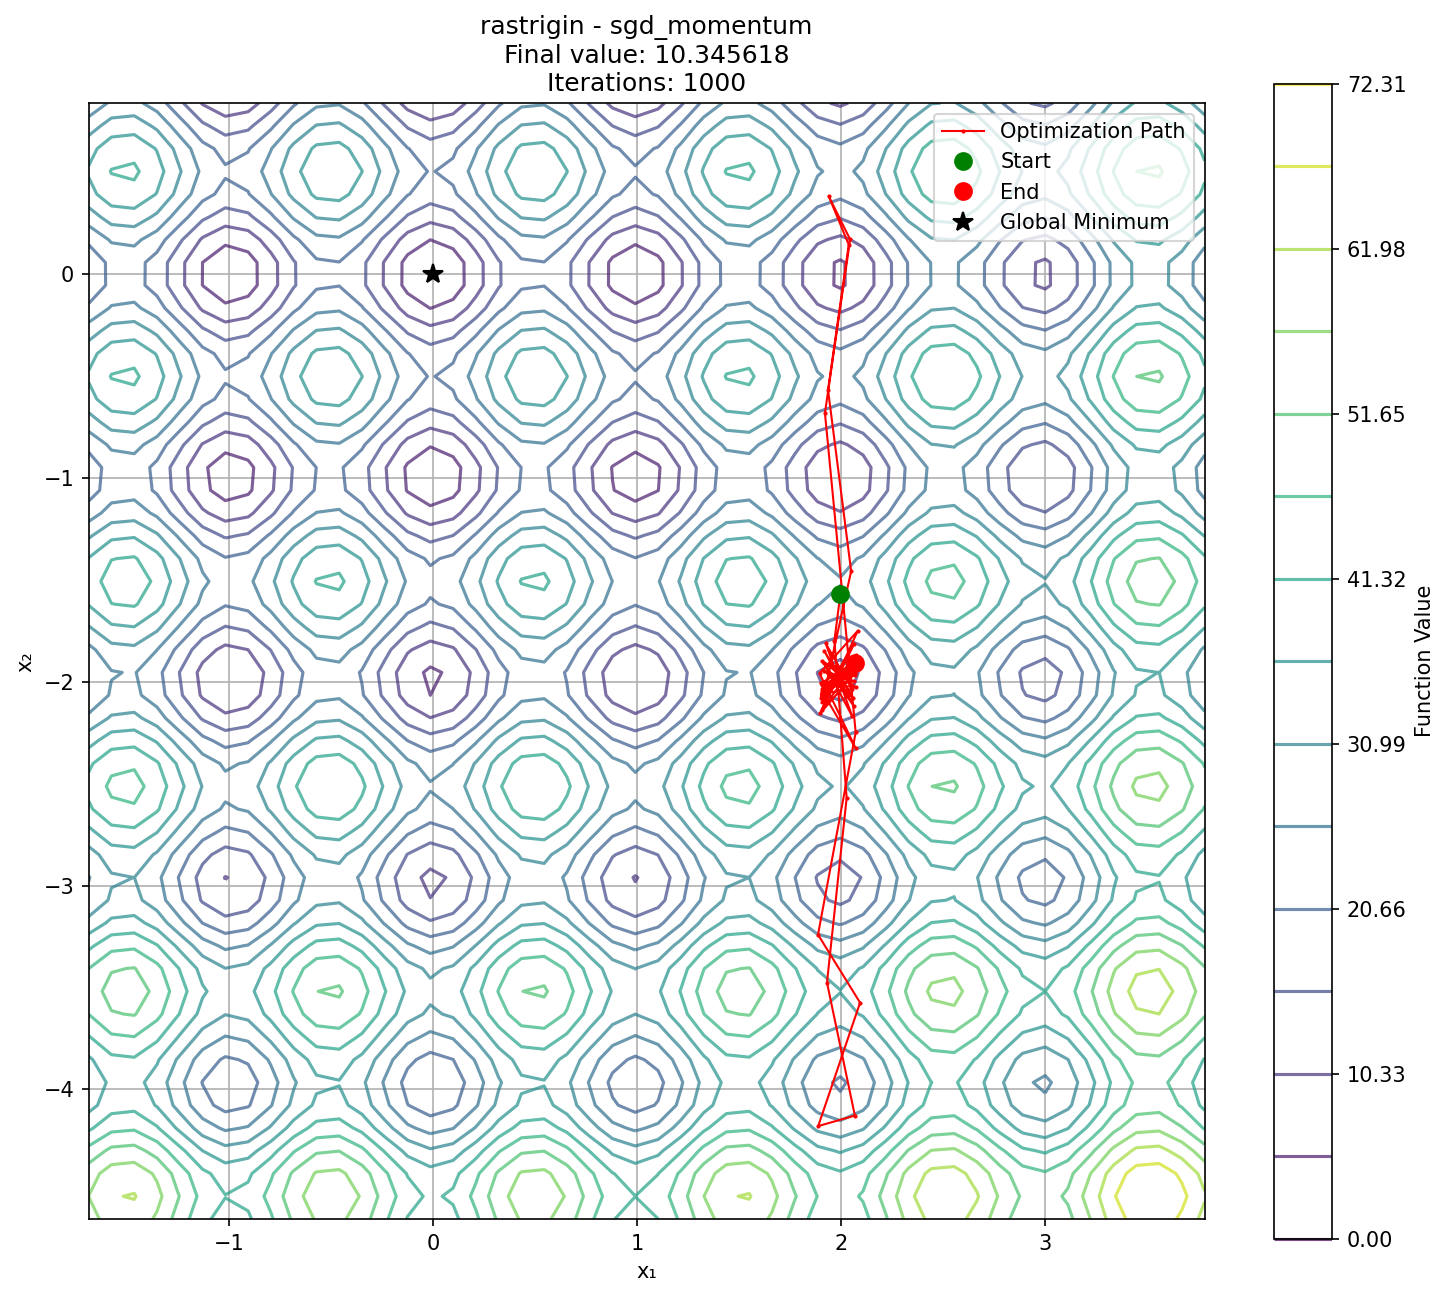 rastrigin - sgd_momentum
Final value: 10.345618
Iterations: 1000
Optimization Path
Start
End
Global Minimum
0
−1
−2
−3
−4
x₂
−1
0
1
2
3
x₁
72.31
61.98
51.65
41.32
30.99
20.66
10.33
0.00
Function Value